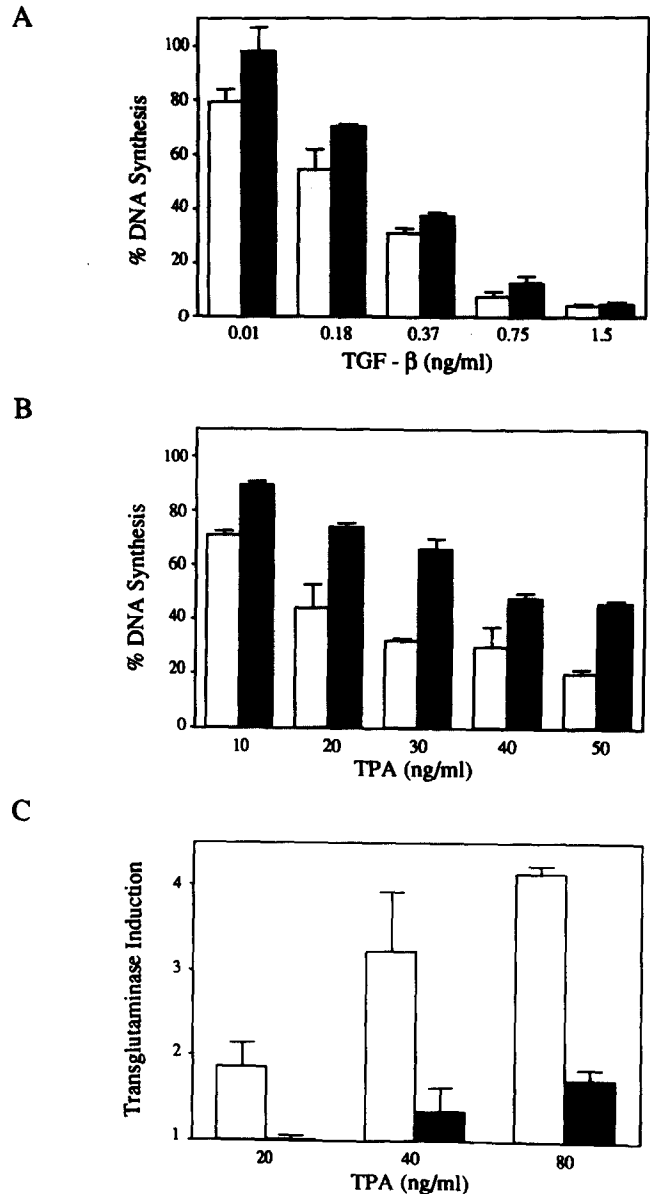 A
% DNA Synthesis
100
80
60
40
20
0
0.01 0.18 0.37 0.75 1.5
TGF - β (ng/ml)
B
% DNA Synthesis
100
80
60
40
20
0
10 20 30 40 50
TPA (ng/ml)
C
Transglutaminase Induction
4
3
2
1
20 40 80
TPA (ng/ml)